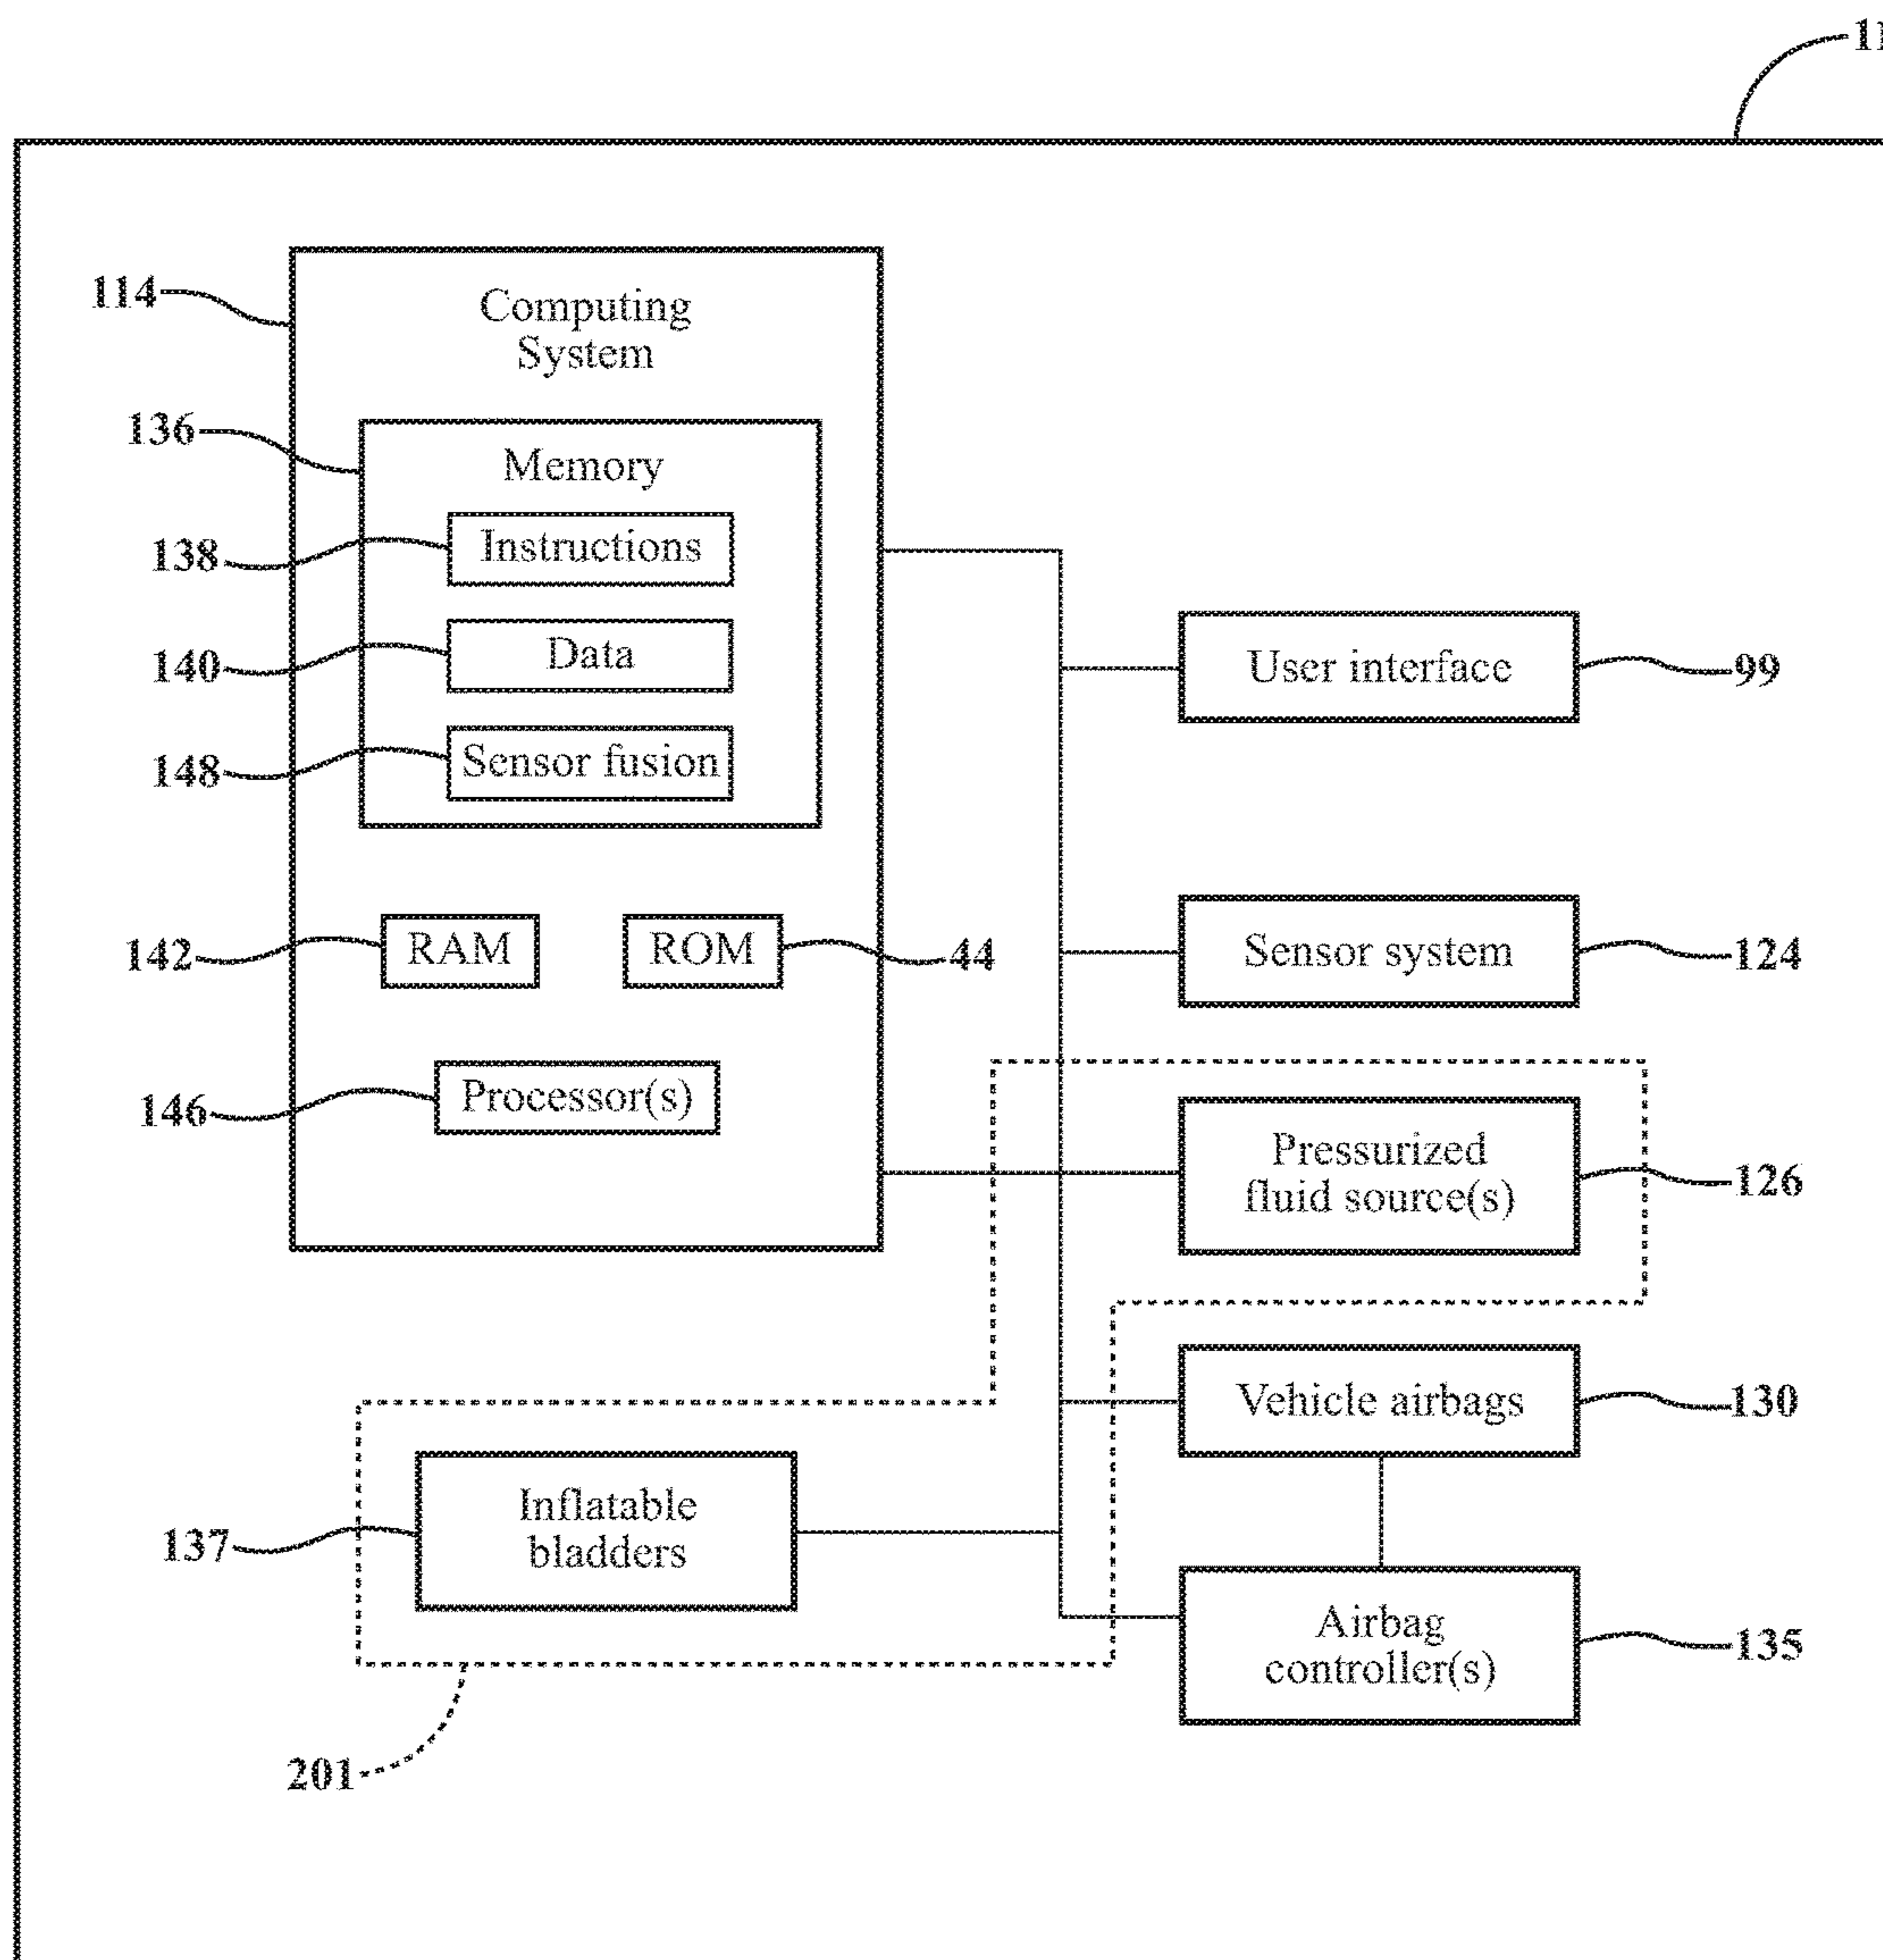 11
114
Computing
System
136
Memory
138
Instructions
140
Data
148
Sensor fusion
142
RAM
ROM
44
146
Processor(s)
User interface
99
Sensor system
124
Pressurized
fluid source(s)
126
Vehicle airbags
130
137
Inflatable
bladders
Airbag
controller(s)
135
201